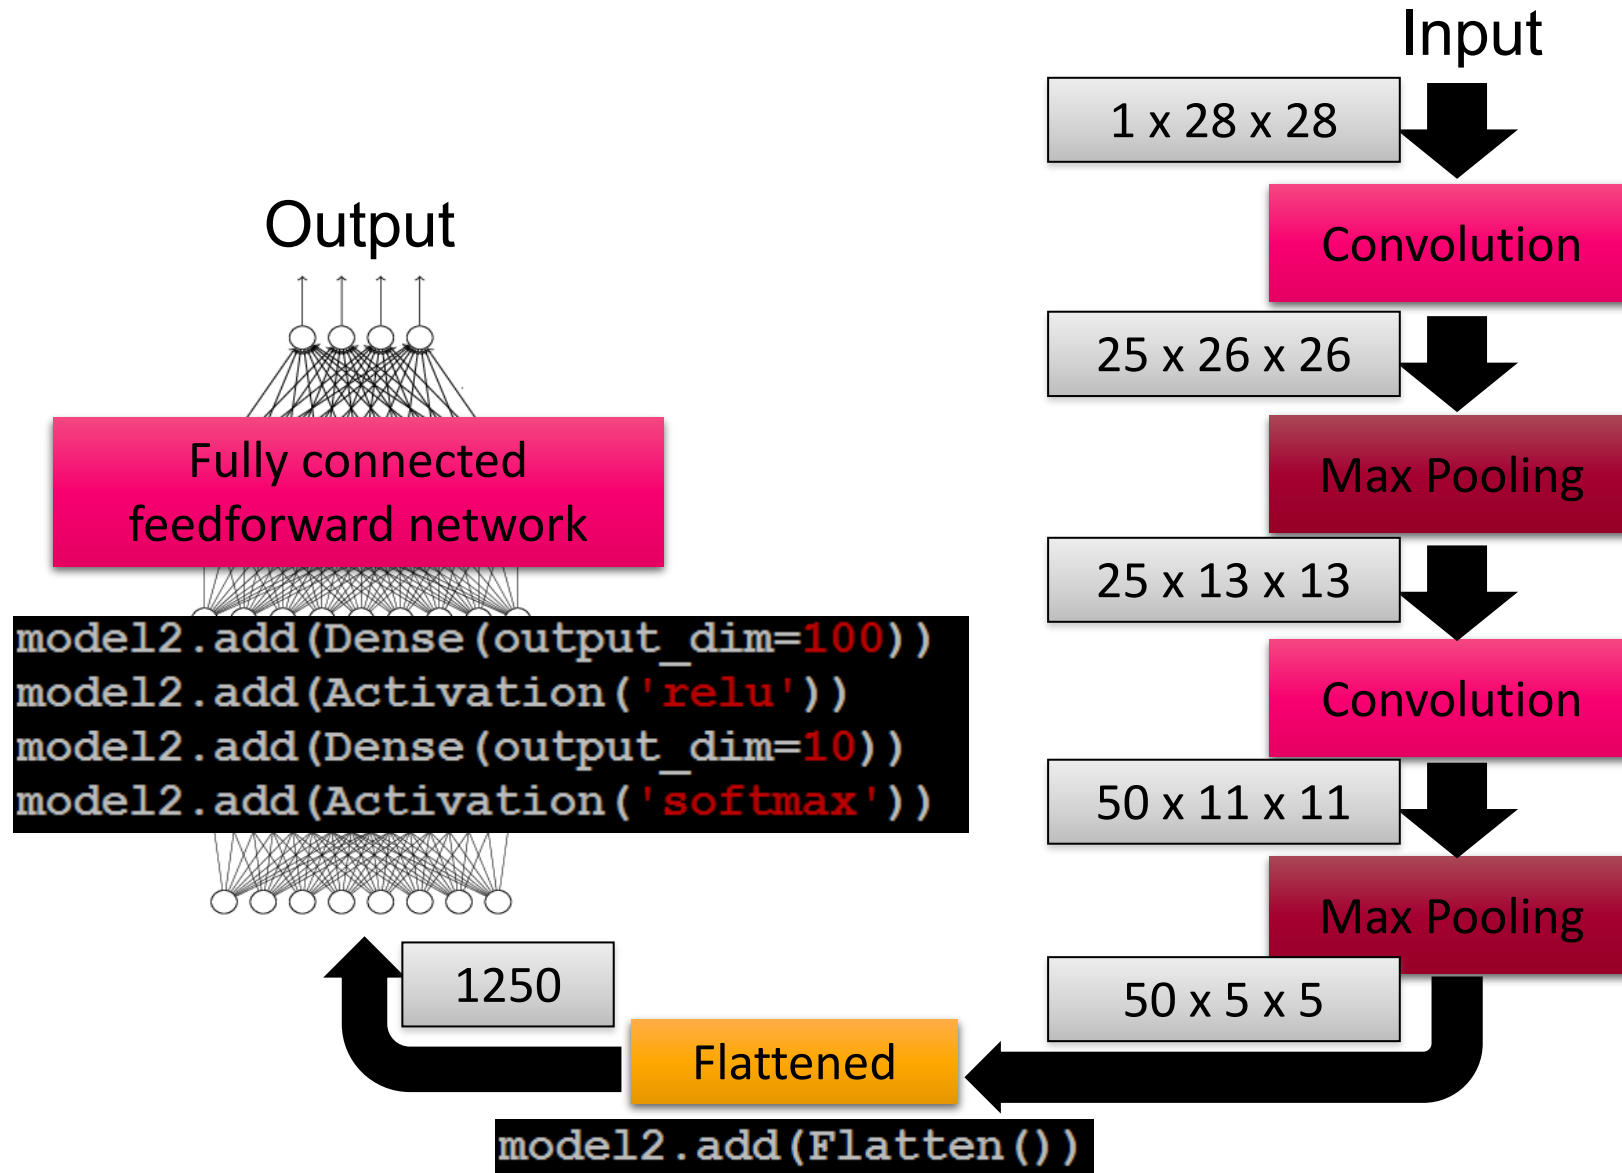 Input
1 x 28 x 28
Convolution
25 x 26 x 26
Max Pooling
25 x 13 x 13
Convolution
50 x 11 x 11
Max Pooling
50 x 5 x 5
Flattened
model2.add(Flatten())
1250
Output
Fully connected
feedforward network
model2.add(Dense(output_dim=100))
model2.add(Activation('relu'))
model2.add(Dense(output_dim=10))
model2.add(Activation('softmax'))